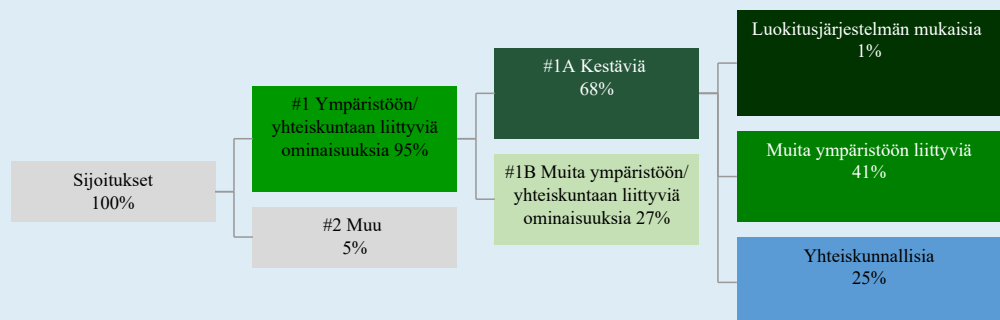 Sijoitukset
100%
#1 Ympäristöön/
yhteiskuntaan liittyviä
ominaisuuksia 95%
#2 Muu
5%
#1A Kestäviä
68%
#1B Muita ympäristöön/
yhteiskuntaan liittyviä
ominaisuuksia 27%
Luokitusjärjestelmän mukaisia
1%
Muita ympäristöön liittyviä
41%
Yhteiskunnallisia
25%